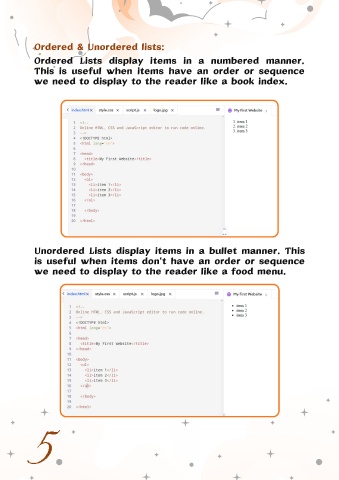 Ordered & Unordered lists:
Ordered Lists display items in a numbered manner.
This is useful when items have an order or sequence
we need to display to the reader like a book index.
index.html × style.css × script.js × logo.jpg × My First Website
1 <!--
2 Online HTML, CSS and JavaScript editor to run code online.
3 -->
4 <!DOCTYPE html>
5 <html lang="en">
6
7 <head>
8 <title>My First Website</title>
9 </head>
10
11 <body>
12 <ol>
13 <li>item 1</li>
14 <li>item 2</li>
15 <li>item 3</li>
16 </ol>
17
18 </body>
19
20 </html>
1. item 1
2. item 2
3. item 3
Unordered Lists display items in a bullet manner. This
is useful when items don't have an order or sequence
we need to display to the reader like a food menu.
index.html × style.css × script.js × logo.jpg × My First Website
1 <!--
2 Online HTML, CSS and JavaScript editor to run code online.
3 -->
4 <!DOCTYPE html>
5 <html lang="en">
6
7 <head>
8 <title>My First Website</title>
9 </head>
10
11 <body>
12 <ul>
13 <li>item 1</li>
14 <li>item 2</li>
15 <li>item 3</li>
16 </ul>
17
18 </body>
19
20 </html>
• item 1
• item 2
• item 3
5